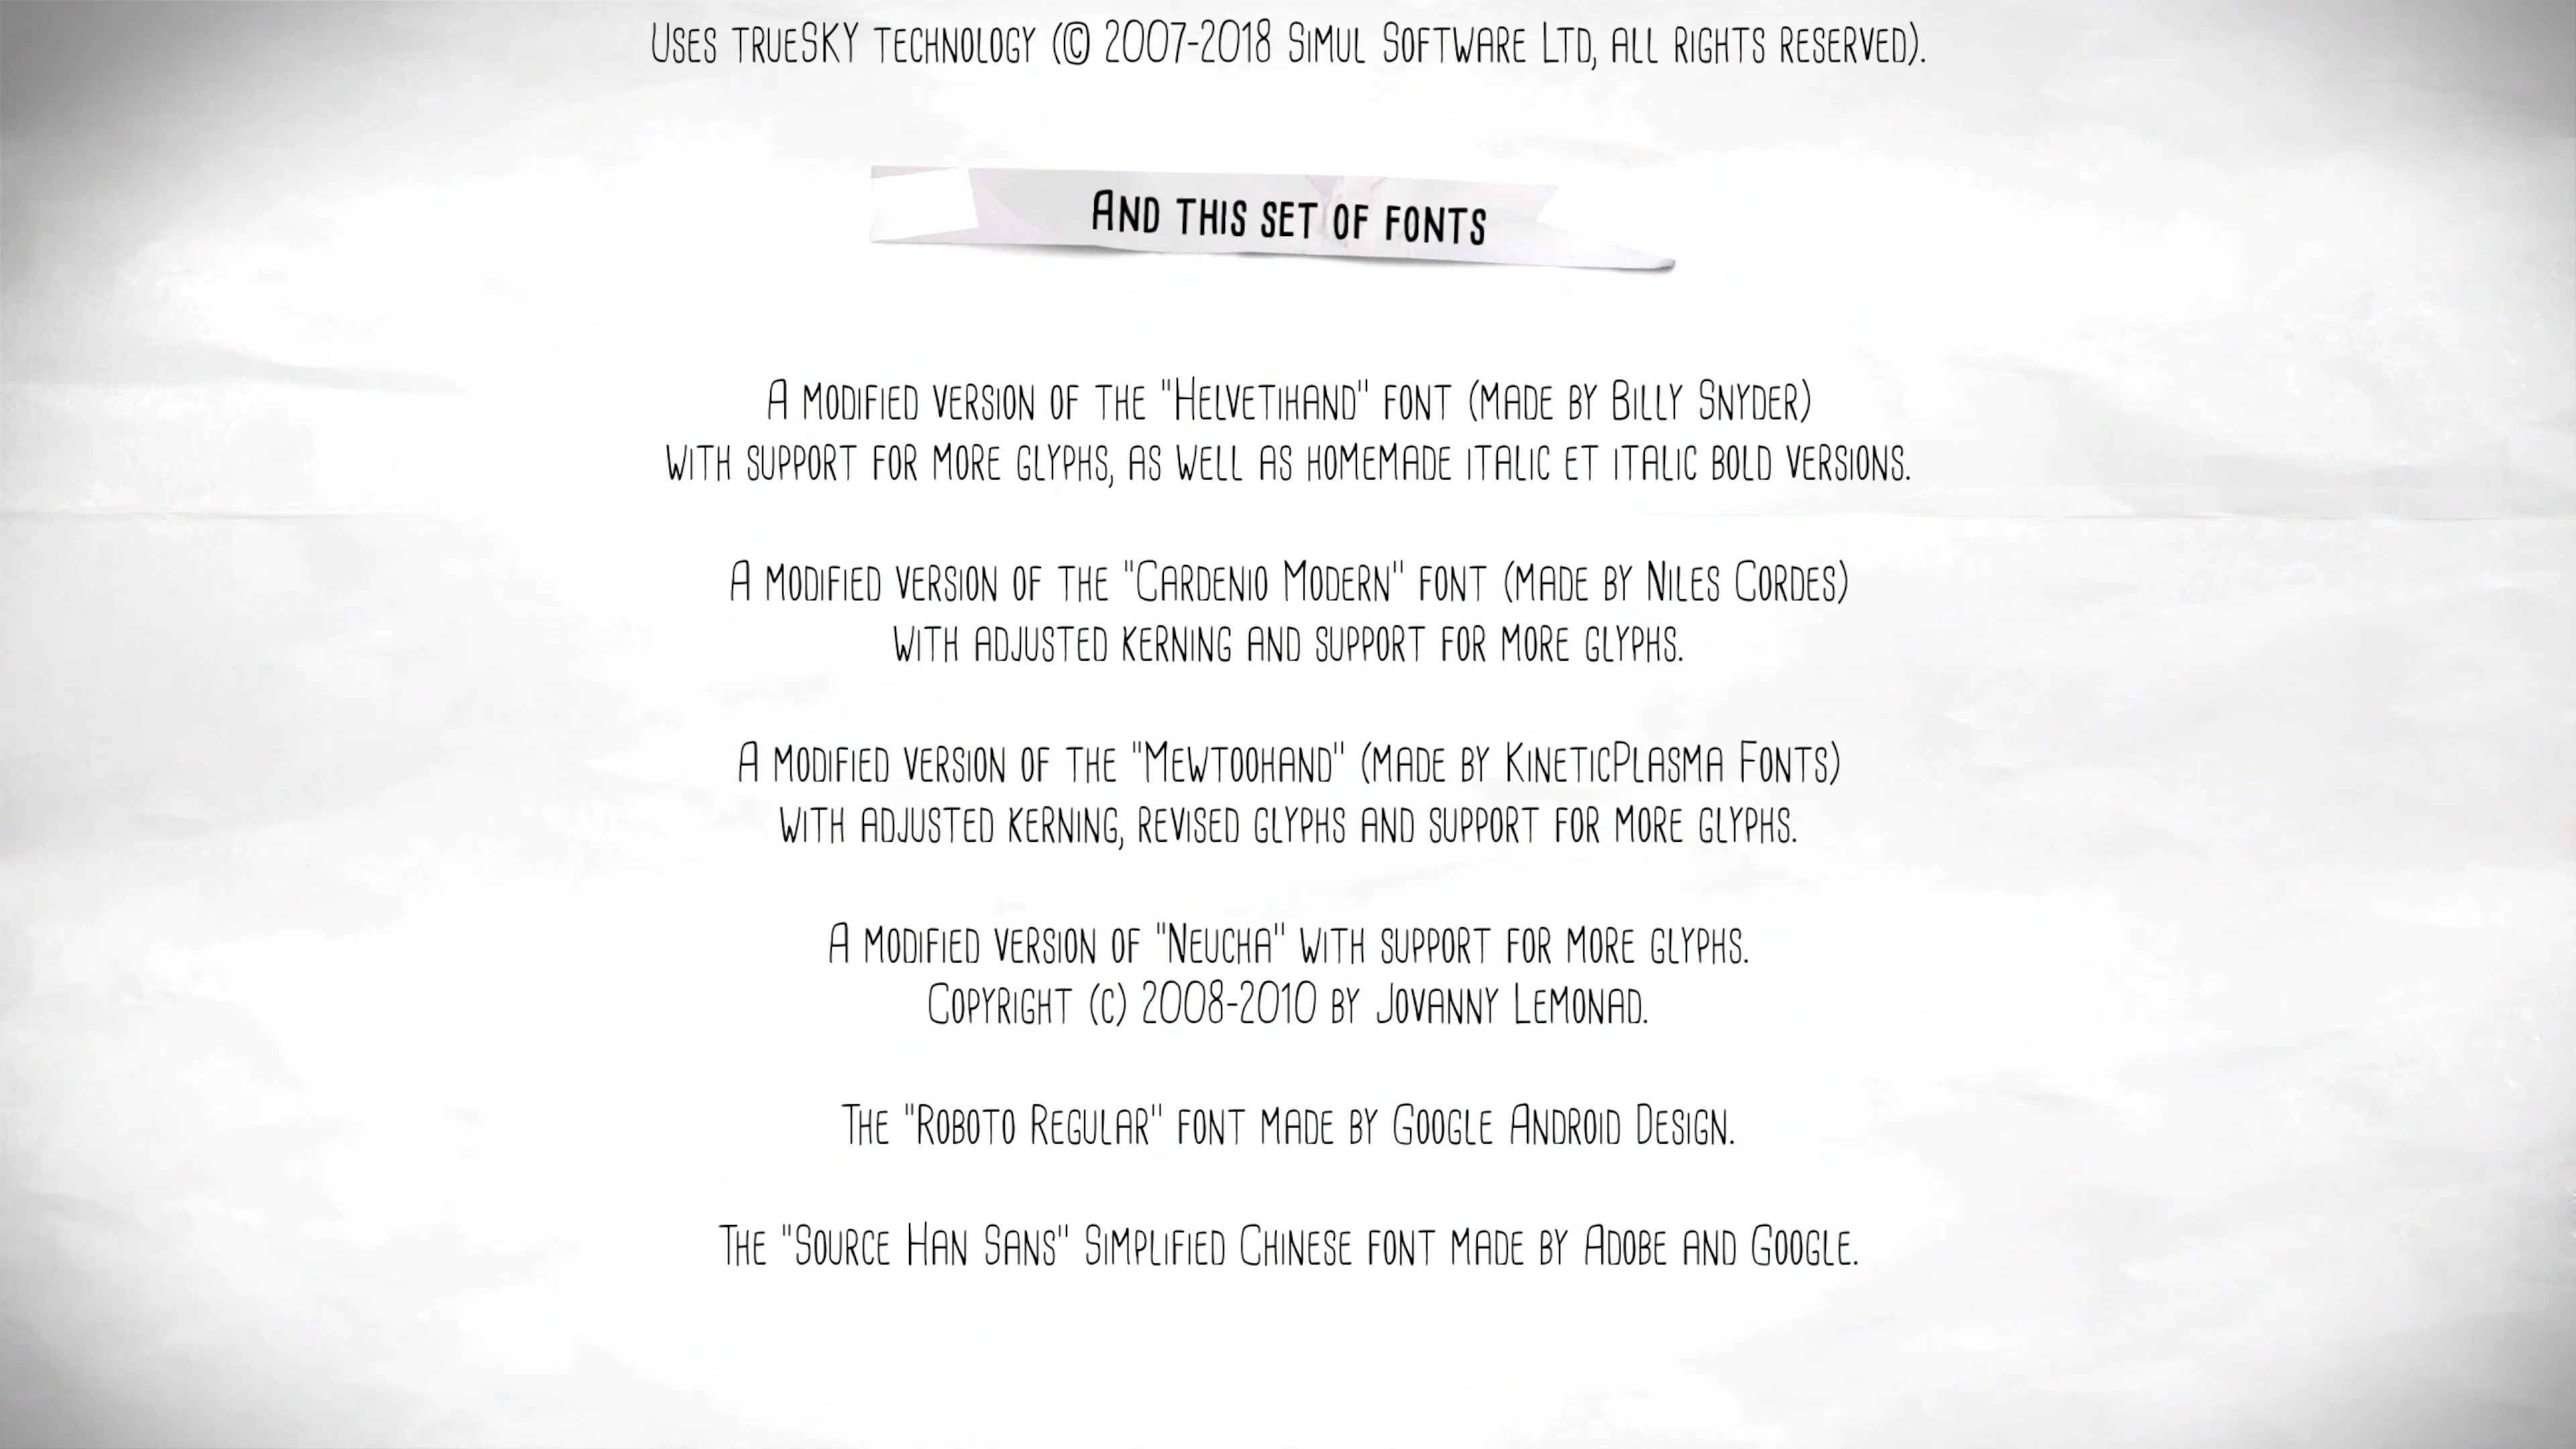 Uses trueSKY technology (© 2007-2018 Simul Software Ltd, all rights reserved).
And this set of fonts
A modified version of the "Helvetihand" font (made by Billy Snyder)
with support for more glyphs, as well as homemade italic et italic bold versions.
A modified version of the "Cardenio Modern" font (made by Niles Cordes)
with adjusted kerning and support for more glyphs.
A modified version of the "Mewtoohand" (made by KineticPlasma Fonts)
with adjusted kerning, revised glyphs and support for more glyphs.
A modified version of "Neucha" with support for more glyphs.
Copyright (c) 2008-2010 by Jovanny Lemonad.
The "Roboto Regular" font made by Google Android Design.
The "Source Han Sans" Simplified Chinese font made by Adobe and Google.